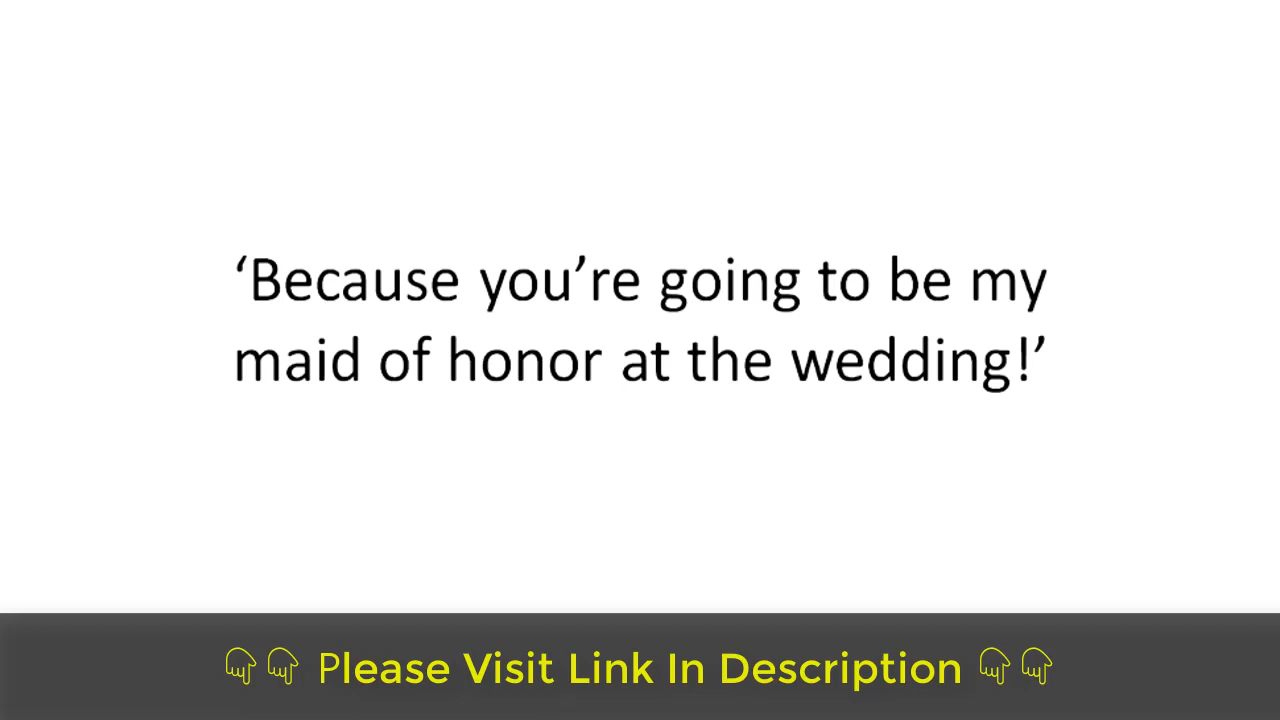 ‘Because you’re going to be my
maid of honor at the wedding!’
👇👇 Please Visit Link In Description 👇👇